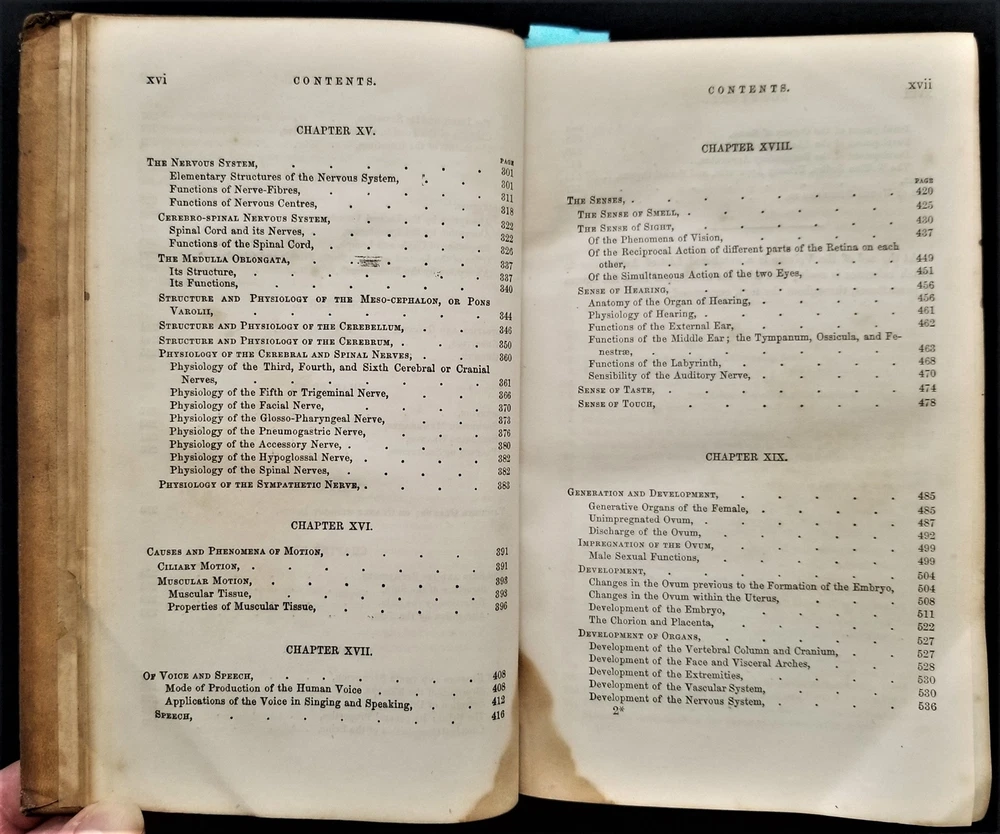 xvi CONTENTS.
CHAPTER XV.
PAGE
THE NERVOUS SYSTEM, . . . . . 301
Elementary Structures of the Nervous System, . . 301
Functions of Nerve-Fibres, . . . . 311
Functions of Nervous Centres, . . . . 318
CEREBRO-SPINAL NERVOUS SYSTEM, . . . . 322
Spinal Cord and its Nerves, . . . . . 322
Functions of the Spinal Cord, . . . . 326
THE MEDULLA OBLONGATA, . . . . 337
Its Structure, . . . . . . 337
Its Functions, . . . . . . 340
STRUCTURE AND PHYSIOLOGY OF THE MESO-CEPHALON, OR PONS
VAROLII, . . . . . . . 344
STRUCTURE AND PHYSIOLOGY OF THE CEREBELLUM, . . 346
STRUCTURE AND PHYSIOLOGY OF THE CEREBRUM, . . . 350
PHYSIOLOGY OF THE CEREBRAL AND SPINAL NERVES, . . 360
Physiology of the Third, Fourth, and Sixth Cerebral or Cranial
Nerves, . . . . . . 361
Physiology of the Fifth or Trigeminal Nerve, . . 366
Physiology of the Facial Nerve, . . . . 370
Physiology of the Glosso-Pharyngeal Nerve, . . 373
Physiology of the Pneumogastric Nerve, . . . 376
Physiology of the Accessory Nerve, . . . . 380
Physiology of the Hypoglossal Nerve, . . . . 382
Physiology of the Spinal Nerves, . . . . 382
PHYSIOLOGY OF THE SYMPATHETIC NERVE, . . . . 383
CHAPTER XVI.
CAUSES AND PHENOMENA OF MOTION, . . . . 391
CILIARY MOTION, . . . . . . 391
MUSCULAR MOTION, . . . . . . 393
Muscular Tissue, . . . . . 393
Properties of Muscular Tissue, . . . . 396
CHAPTER XVII.
OF VOICE AND SPEECH, . . . . . . 408
Mode of Production of the Human Voice . . . 408
Applications of the Voice in Singing and Speaking, . . 412
SPEECH, . . . . . . . 416
CONTENTS. xvii
CHAPTER XVIII.
PAGE
THE SENSES, . . . . . . . 420
THE SENSE OF SMELL, . . . . . . 425
THE SENSE OF SIGHT, . . . . . . 430
Of the Phenomena of Vision, . . . . 437
Of the Reciprocal Action of different parts of the Retina on each
other, . . . . . . 449
Of the Simultaneous Action of the two Eyes, . . 451
SENSE OF HEARING, . . . . . . 456
Anatomy of the Organ of Hearing, . . . . 456
Physiology of Hearing, . . . . . 461
Functions of the External Ear, . . . . 462
Functions of the Middle Ear; the Tympanum, Ossicula, and Fe-
nestræ, . . . . . . 463
Functions of the Labyrinth, . . . . 468
Sensibility of the Auditory Nerve, . . . . 470
SENSE OF TASTE, . . . . . . 474
SENSE OF TOUCH, . . . . . . 478
CHAPTER XIX.
GENERATION AND DEVELOPMENT, . . . . 485
Generative Organs of the Female, . . . . 485
Unimpregnated Ovum, . . . . . 487
Discharge of the Ovum, . . . . . 492
IMPREGNATION OF THE OVUM, . . . . . 499
Male Sexual Functions, . . . . . 499
DEVELOPMENT, . . . . . . 504
Changes in the Ovum previous to the Formation of the Embryo, 504
Changes in the Ovum within the Uterus, . . . 508
Development of the Embryo, . . . . 511
The Chorion and Placenta, . . . . 522
DEVELOPMENT OF ORGANS, . . . . . 527
Development of the Vertebral Column and Cranium, . . 527
Development of the Face and Visceral Arches, . . 528
Development of the Extremities, . . . . 530
Development of the Vascular System, . . . 530
Development of the Nervous System, . . . . 536
2*